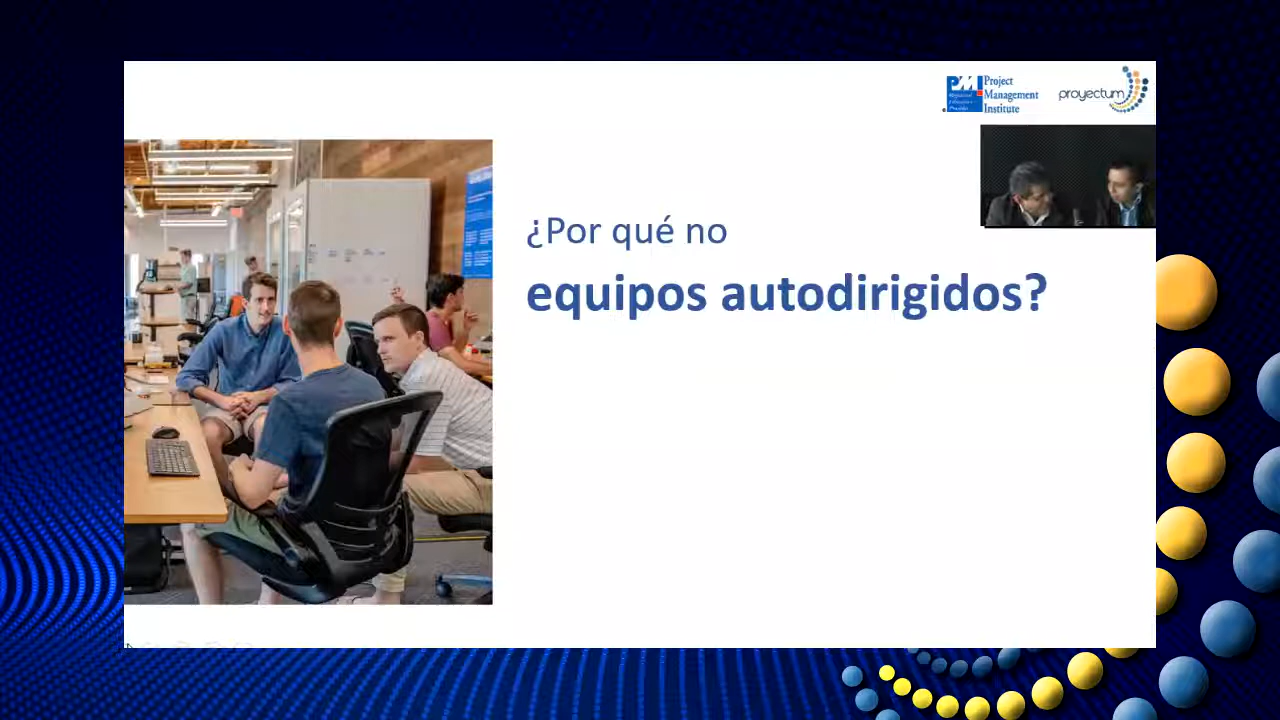 Project
Management
Institute
proyectum
¿Por qué no
equipos autodirigidos?